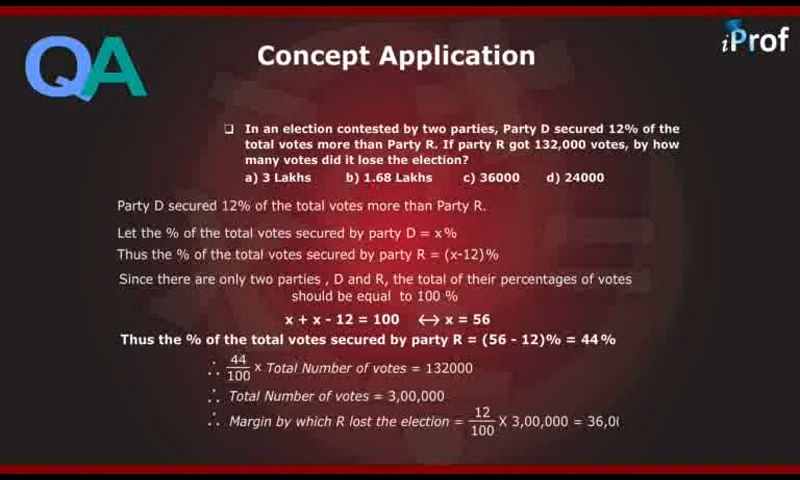 QA
iProf
Concept Application
❑ In an election contested by two parties, Party D secured 12% of the
total votes more than Party R. If party R got 132,000 votes, by how
many votes did it lose the election?
a) 3 Lakhs b) 1.68 Lakhs c) 36000 d) 24000
Party D secured 12% of the total votes more than Party R.
Let the % of the total votes secured by party D = x%
Thus the % of the total votes secured by party R = (x-12)%
Since there are only two parties , D and R, the total of their percentages of votes
should be equal to 100 %
x + x - 12 = 100 ↔ x = 56
Thus the % of the total votes secured by party R = (56 - 12)% = 44%
∴ 44/100 x Total Number of votes = 132000
∴ Total Number of votes = 3,00,000
∴ Margin by which R lost the election = 12/100 X 3,00,000 = 36,0